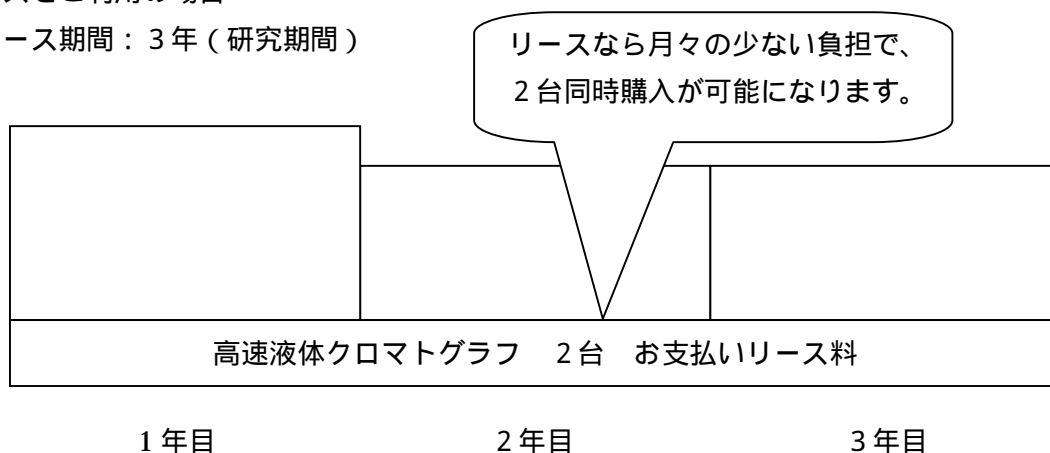 ース期間：３年（研究期間）
リースなら月々の少ない負担で、
２台同時購入が可能になります。
高速液体クロマトグラフ　２台　お支払いリース料
1 年目
２年目
３年目